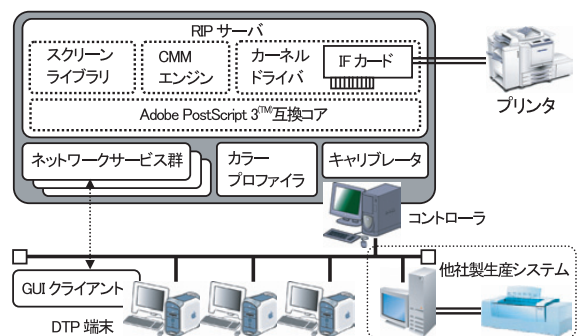 RIP サーバ
スクリーン
ライブラリ
CMM
エンジン
カーネル
ドライバ
IF カード
Adobe PostScript 3(TM)互換コア
プリンタ
ネットワークサービス群
カラー
プロファイラ
キャリブレータ
コントローラ
GUI クライアント
DTP 端末
他社製生産システム